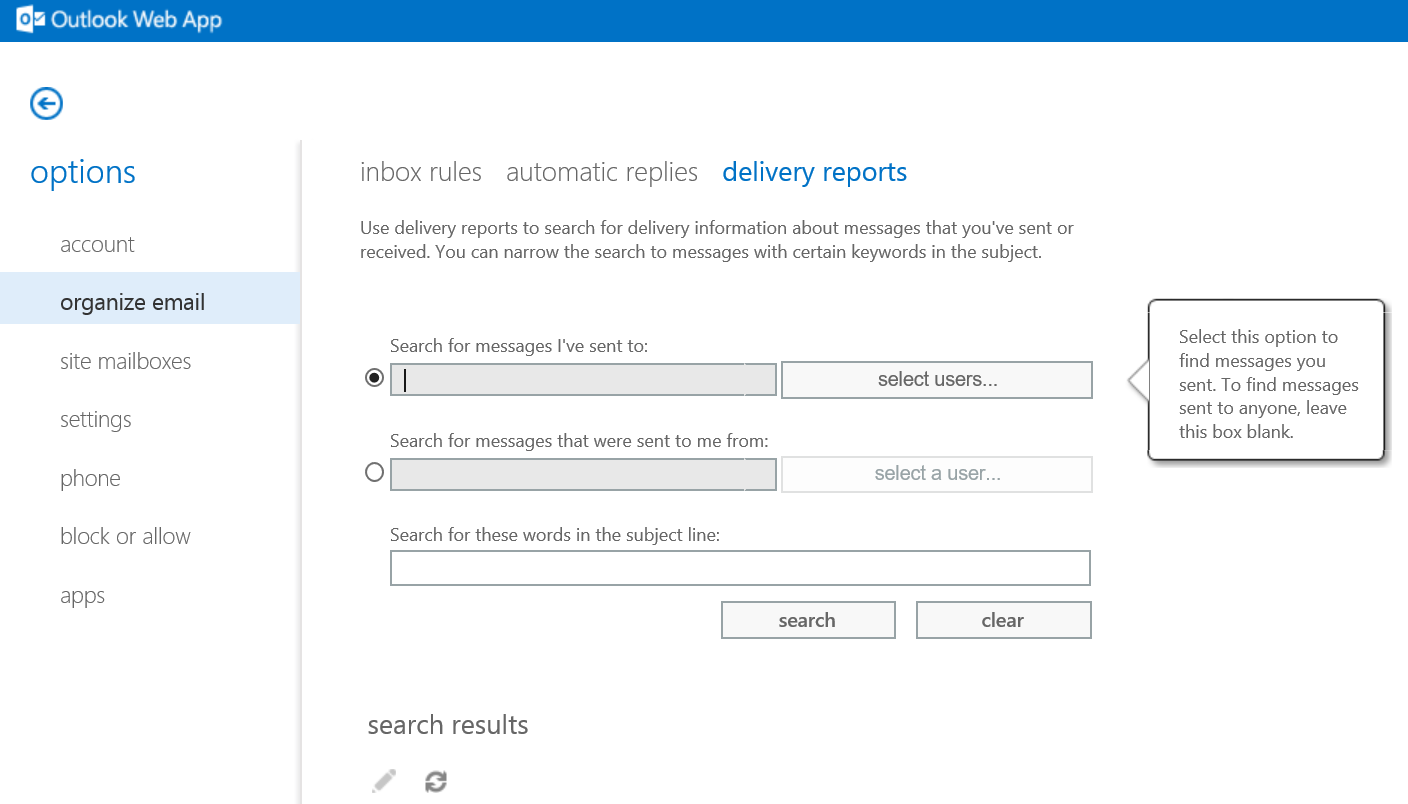 Outlook Web App
options
account
organize email
site mailboxes
settings
phone
block or allow
apps
inbox rules automatic replies delivery reports
Use delivery reports to search for delivery information about messages that you've sent or
received. You can narrow the search to messages with certain keywords in the subject.
Search for messages I've sent to:
select users...
Search for messages that were sent to me from:
select a user...
Search for these words in the subject line:
search clear
Select this option to
find messages you
sent. To find messages
sent to anyone, leave
this box blank.
search results